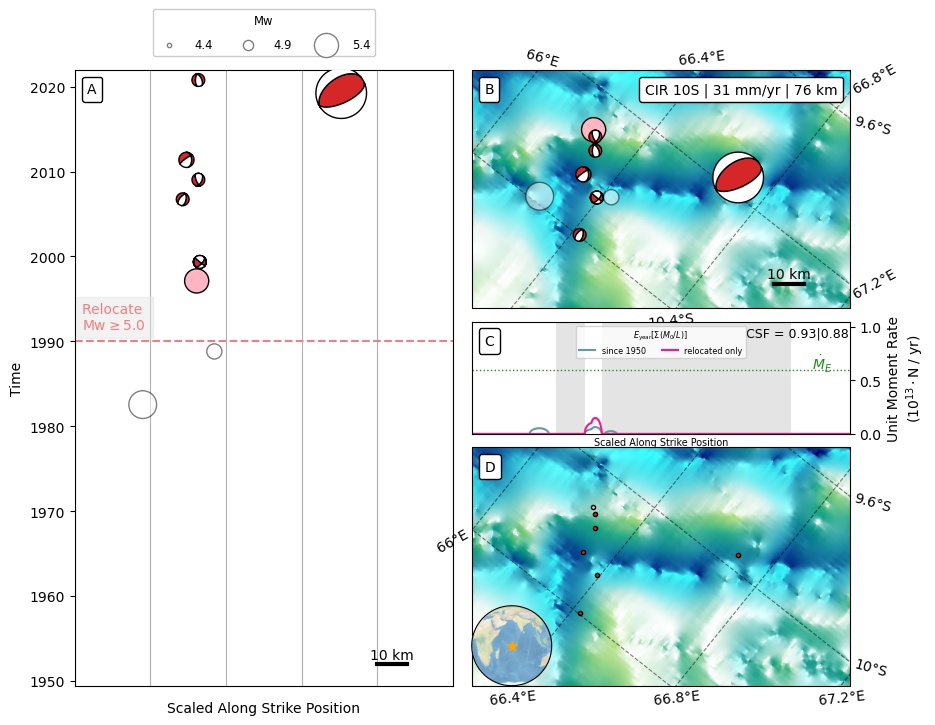 Mw
4.4 4.9 5.4
A
2020
2010
2000
1990
1980
1970
1960
1950
Time
Relocate
Mw ≥ 5.0
10 km
Scaled Along Strike Position
66°E 66.4°E 66.8°E
B
CIR 10S | 31 mm/yr | 76 km
9.6°S
10 km
67.2°E
10.4°S
C
E_year[Σ(M₀/L)]
since 1950 relocated only
CSF = 0.93|0.88
Ṁ_E
1.0
0.5
0.0
Unit Moment Rate
(10¹³ · N / yr)
Scaled Along Strike Position
D
66°E
9.6°S
10°S
66.4°E 66.8°E 67.2°E